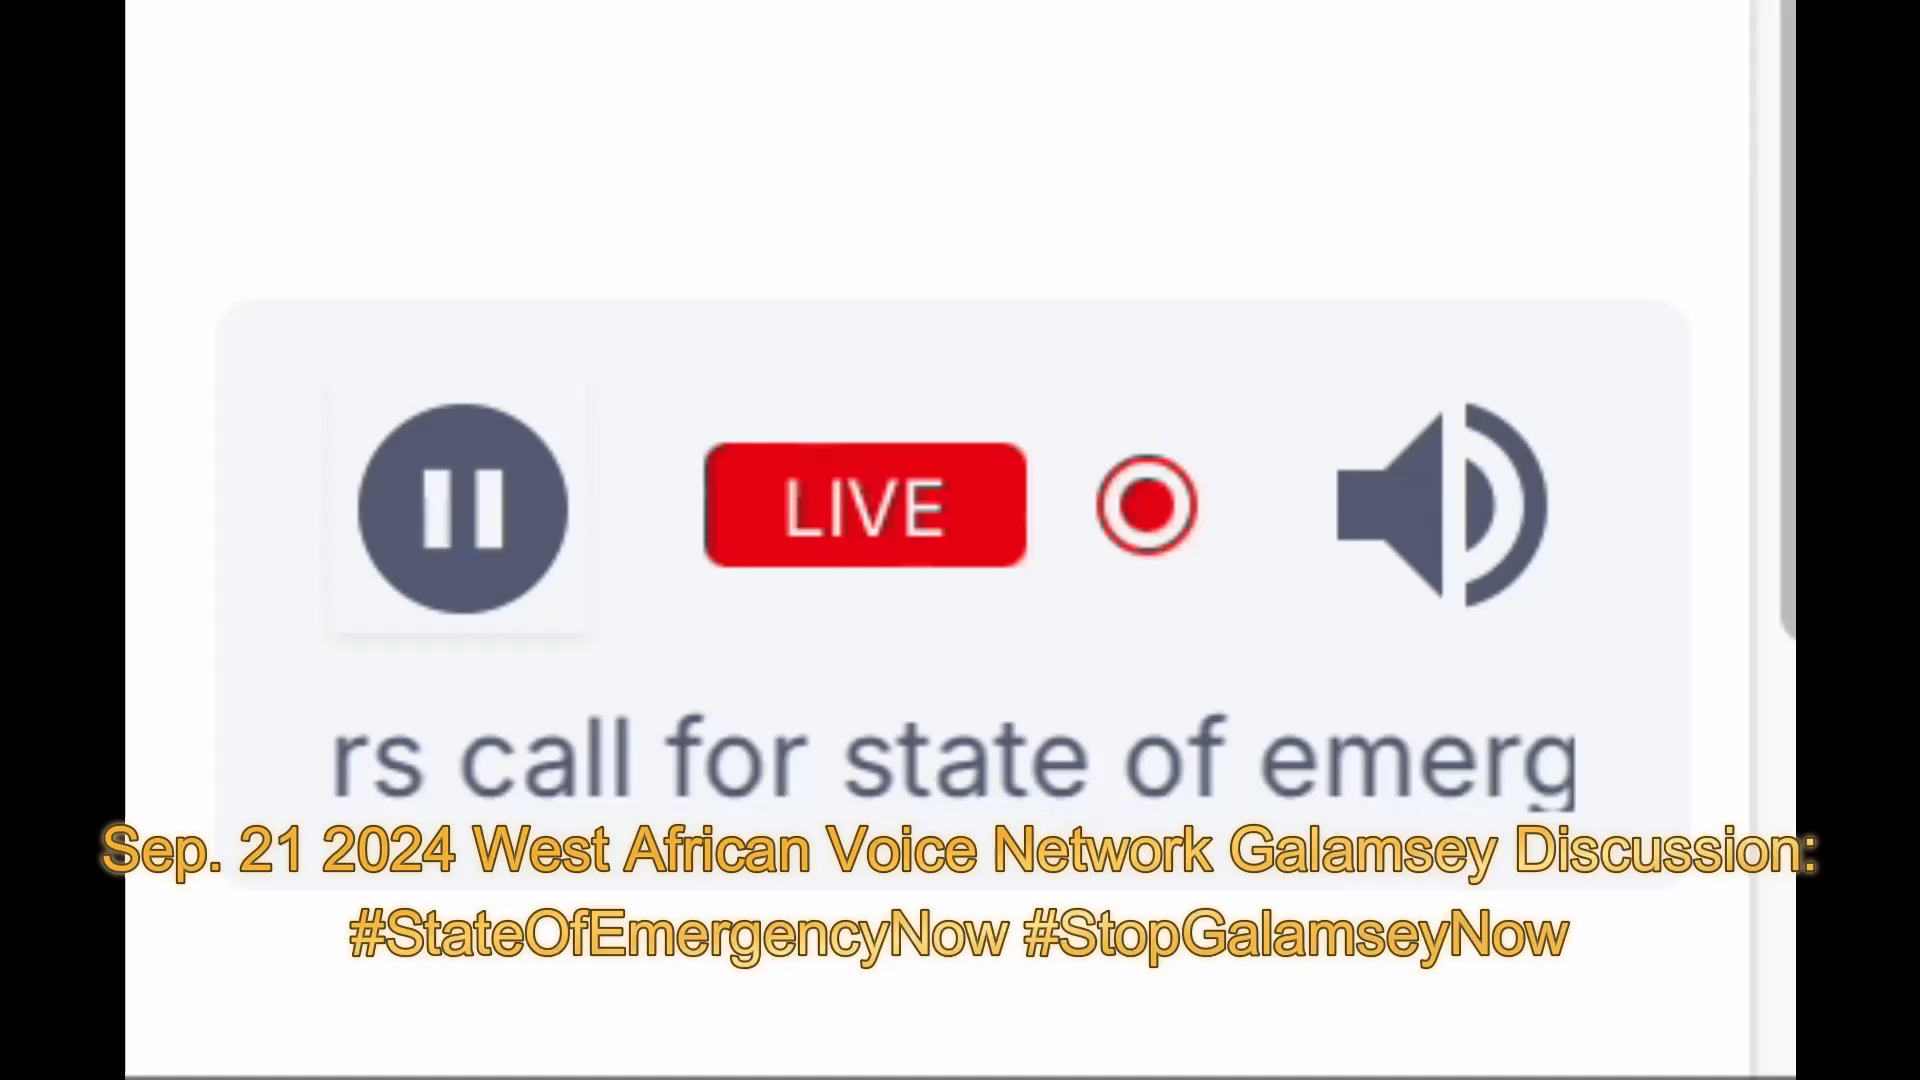 LIVE
rs call for state of emerg
Sep. 21 2024 West African Voice Network Galamsey Discussion:
#StateOfEmergencyNow #StopGalamseyNow